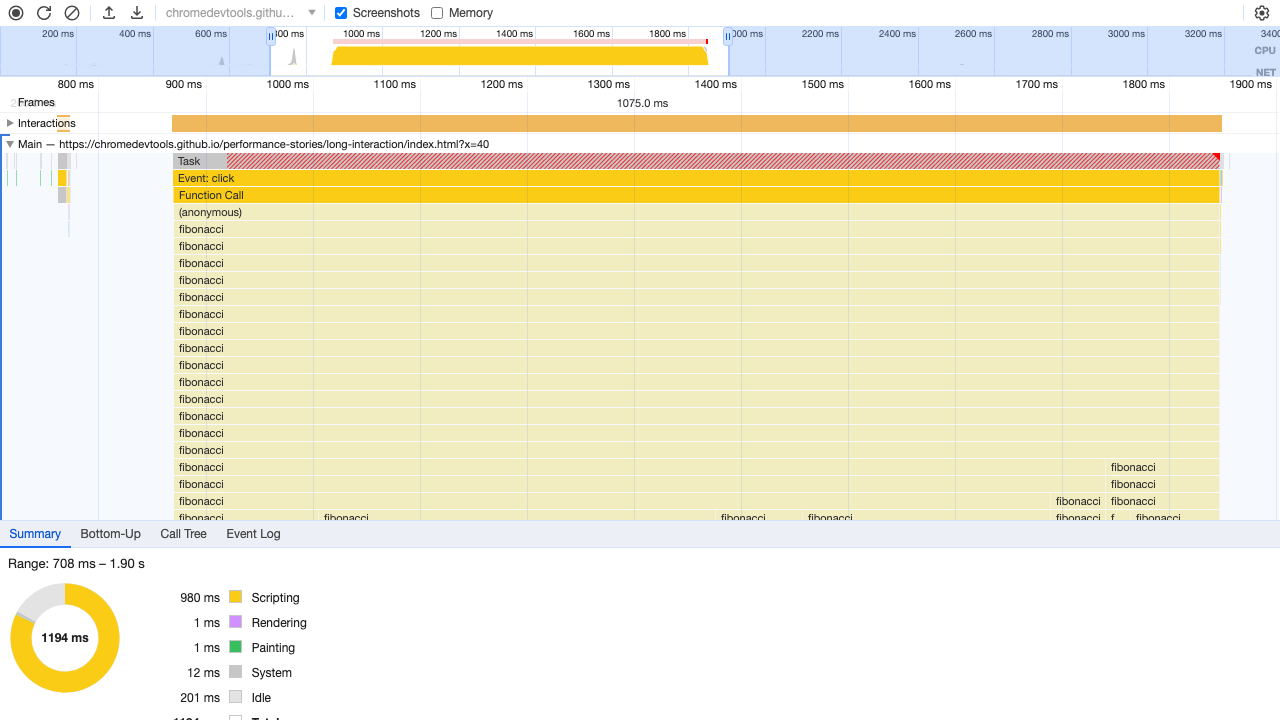 chromedevtools.githu… Screenshots Memory
200 ms 400 ms 600 ms 800 ms 1000 ms 1200 ms 1400 ms 1600 ms 1800 ms 2000 ms 2200 ms 2400 ms 2600 ms 2800 ms 3000 ms 3200 ms 3400
CPU
NET
800 ms 900 ms 1000 ms 1100 ms 1200 ms 1300 ms 1400 ms 1500 ms 1600 ms 1700 ms 1800 ms 1900 ms
Frames 1075.0 ms
Interactions
Main — https://chromedevtools.github.io/performance-stories/long-interaction/index.html?x=40
Task
Event: click
Function Call
(anonymous)
fibonacci
fibonacci
fibonacci
fibonacci
fibonacci
fibonacci
fibonacci
fibonacci
fibonacci
fibonacci
fibonacci
fibonacci
fibonacci
fibonacci
fibonacci fibonacci
fibonacci fibonacci
fibonacci fibonacci fibonacci
fibonacci fibonacci fibonacci fibonacci fibonacci f fibonacci
Summary Bottom-Up Call Tree Event Log
Range: 708 ms – 1.90 s
1194 ms
980 ms Scripting
1 ms Rendering
1 ms Painting
12 ms System
201 ms Idle
1194 ms Total